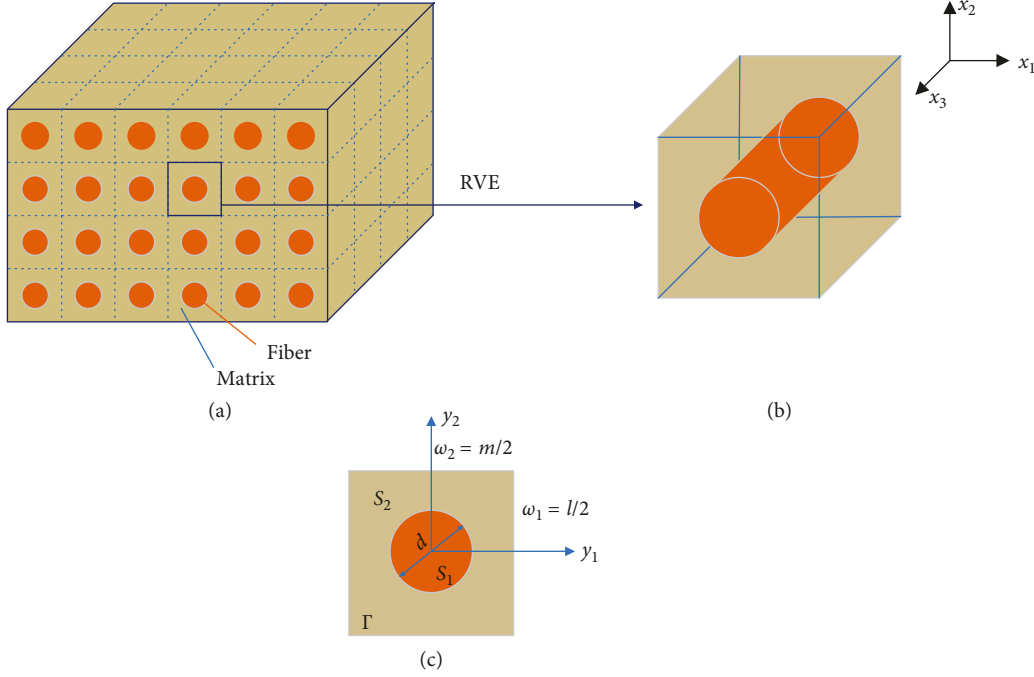 x₂
x₁
x₃
RVE
Fiber
Matrix
(a)
(b)
y₂
ω₂ = m/2
S₂
ω₁ = l/2
d
y₁
S₁
Γ
(c)